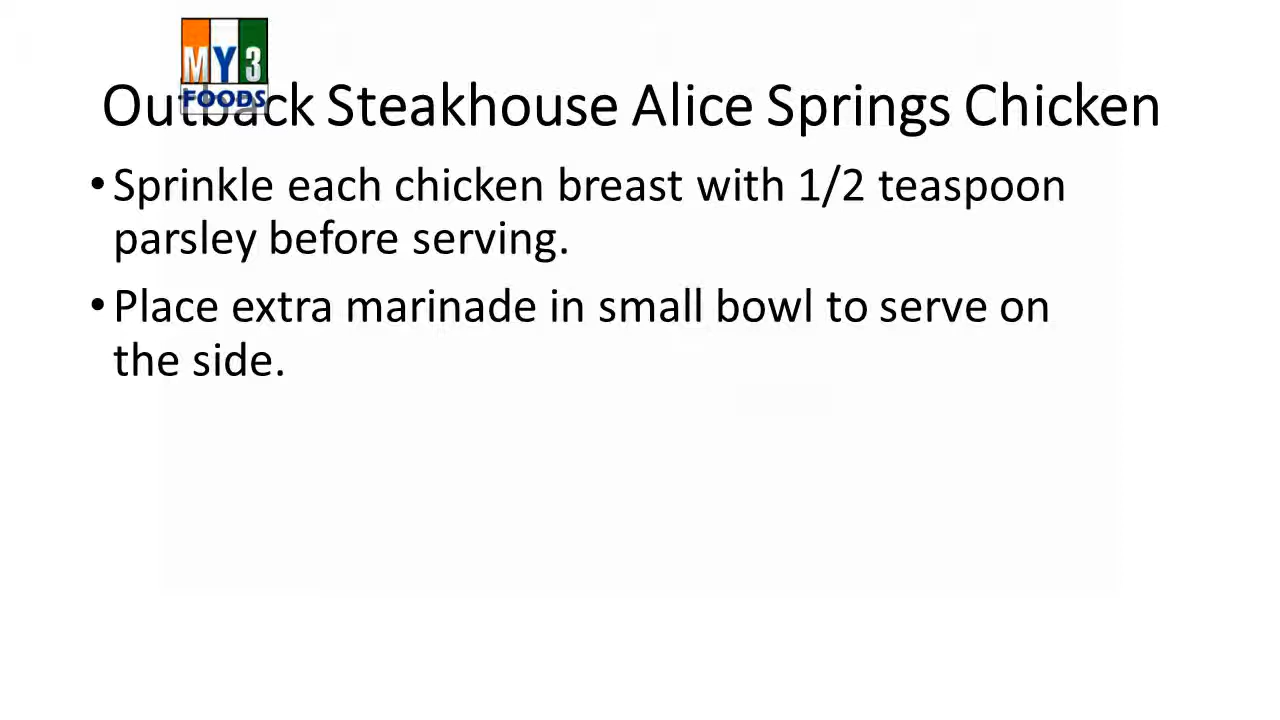 MY3
FOODS
Outback Steakhouse Alice Springs Chicken
•Sprinkle each chicken breast with 1/2 teaspoon
parsley before serving.
•Place extra marinade in small bowl to serve on
the side.